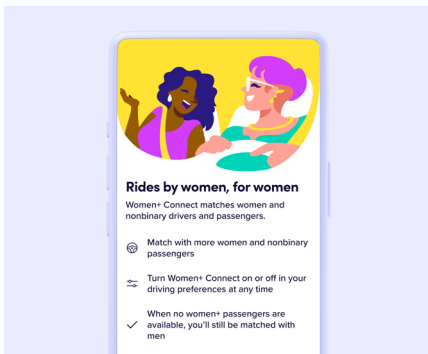 Rides by women, for women
Women+ Connect matches women and
nonbinary drivers and passengers.
Match with more women and nonbinary
passengers
Turn Women+ Connect on or off in your
driving preferences at any time
When no women+ passengers are
available, you'll still be matched with
men